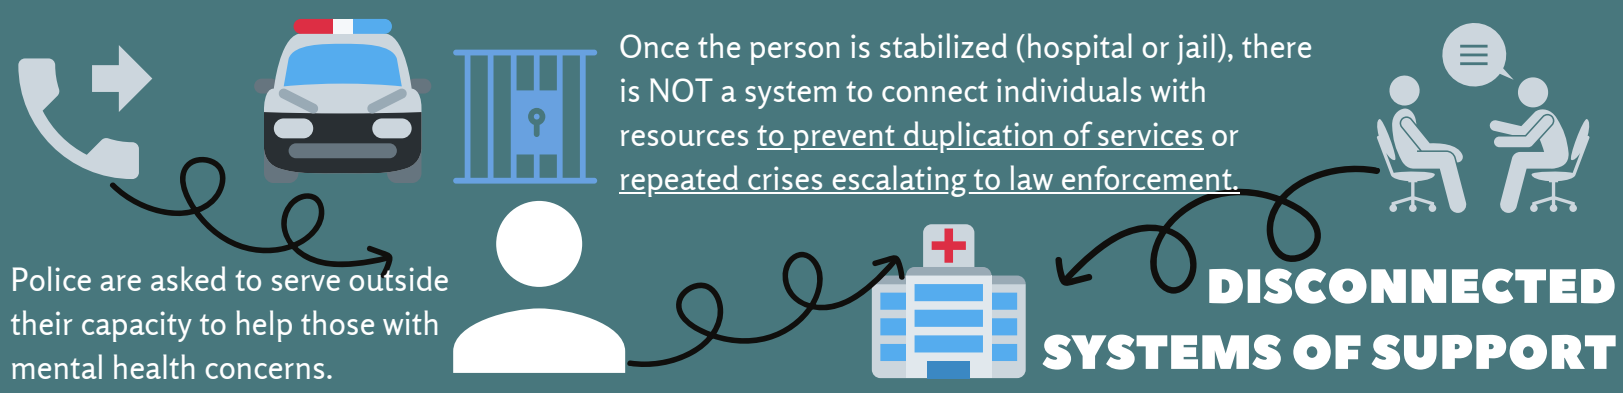 Once the person is stabilized (hospital or jail), there
is NOT a system to connect individuals with
resources to prevent duplication of services or
repeated crises escalating to law enforcement.
Police are asked to serve outside
their capacity to help those with
mental health concerns.
DISCONNECTED
SYSTEMS OF SUPPORT